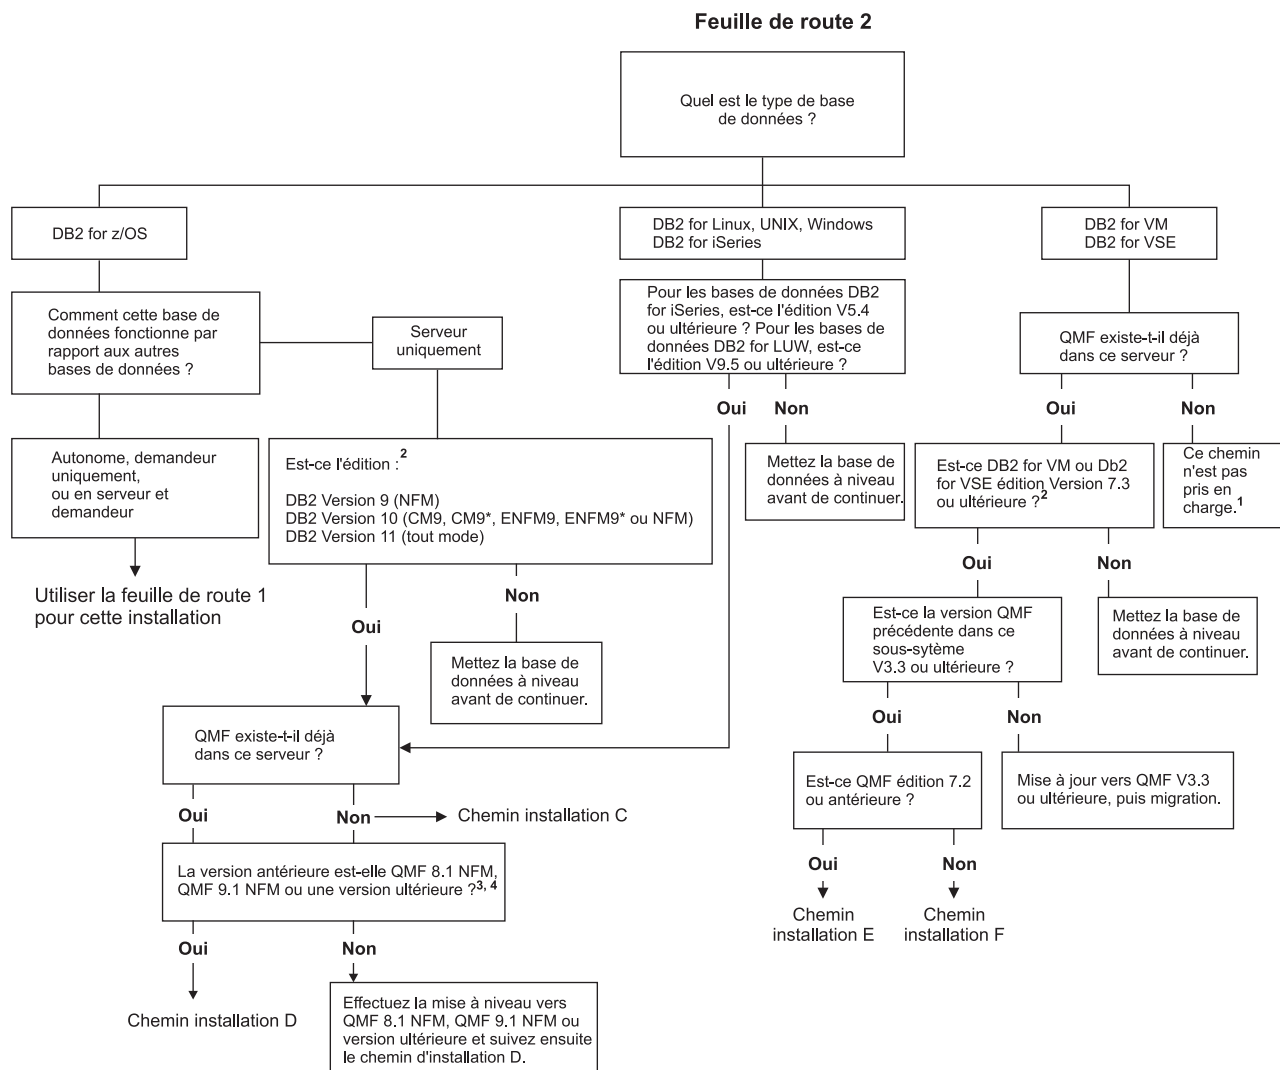 Feuille de route 2
Quel est le type de base
de données ?
DB2 for z/OS
DB2 for Linux, UNIX, Windows
DB2 for iSeries
DB2 for VM
DB2 for VSE
Comment cette base de
données fonctionne par
rapport aux autres
bases de données ?
Serveur
uniquement
Pour les bases de données DB2
for iSeries, est-ce l'édition V5.4
ou ultérieure ? Pour les bases de
données DB2 for LUW, est-ce
l'édition V9.5 ou ultérieure ?
QMF existe-t-il déjà
dans ce serveur ?
Oui
Non
Oui
Non
Autonome, demandeur
uniquement,
ou en serveur et
demandeur
Est-ce l'édition :2
DB2 Version 9 (NFM)
DB2 Version 10 (CM9, CM9*, ENFM9, ENFM9* ou NFM)
DB2 Version 11 (tout mode)
Mettez la base de
données à niveau
avant de continuer.
Est-ce DB2 for VM ou Db2
for VSE édition Version 7.3
ou ultérieure ?2
Ce chemin
n'est pas
pris en
charge.1
Utiliser la feuille de route 1
pour cette installation
Oui
Non
Oui
Non
Mettez la base de
données à niveau
avant de continuer.
Est-ce la version QMF
précédente dans ce
sous-sytème
V3.3 ou ultérieure ?
Mettez la base de
données à niveau
avant de continuer.
QMF existe-t-il déjà
dans ce serveur ?
Oui
Non
Est-ce QMF édition 7.2
ou antérieure ?
Mise à jour vers QMF V3.3
ou ultérieure, puis migration.
Oui
Non
Chemin installation C
La version antérieure est-elle QMF 8.1 NFM,
QMF 9.1 NFM ou une version ultérieure ?3, 4
Oui
Non
Chemin
installation E
Chemin
installation F
Oui
Non
Chemin installation D
Effectuez la mise à niveau vers
QMF 8.1 NFM, QMF 9.1 NFM ou
version ultérieure et suivez ensuite
le chemin d'installation D.